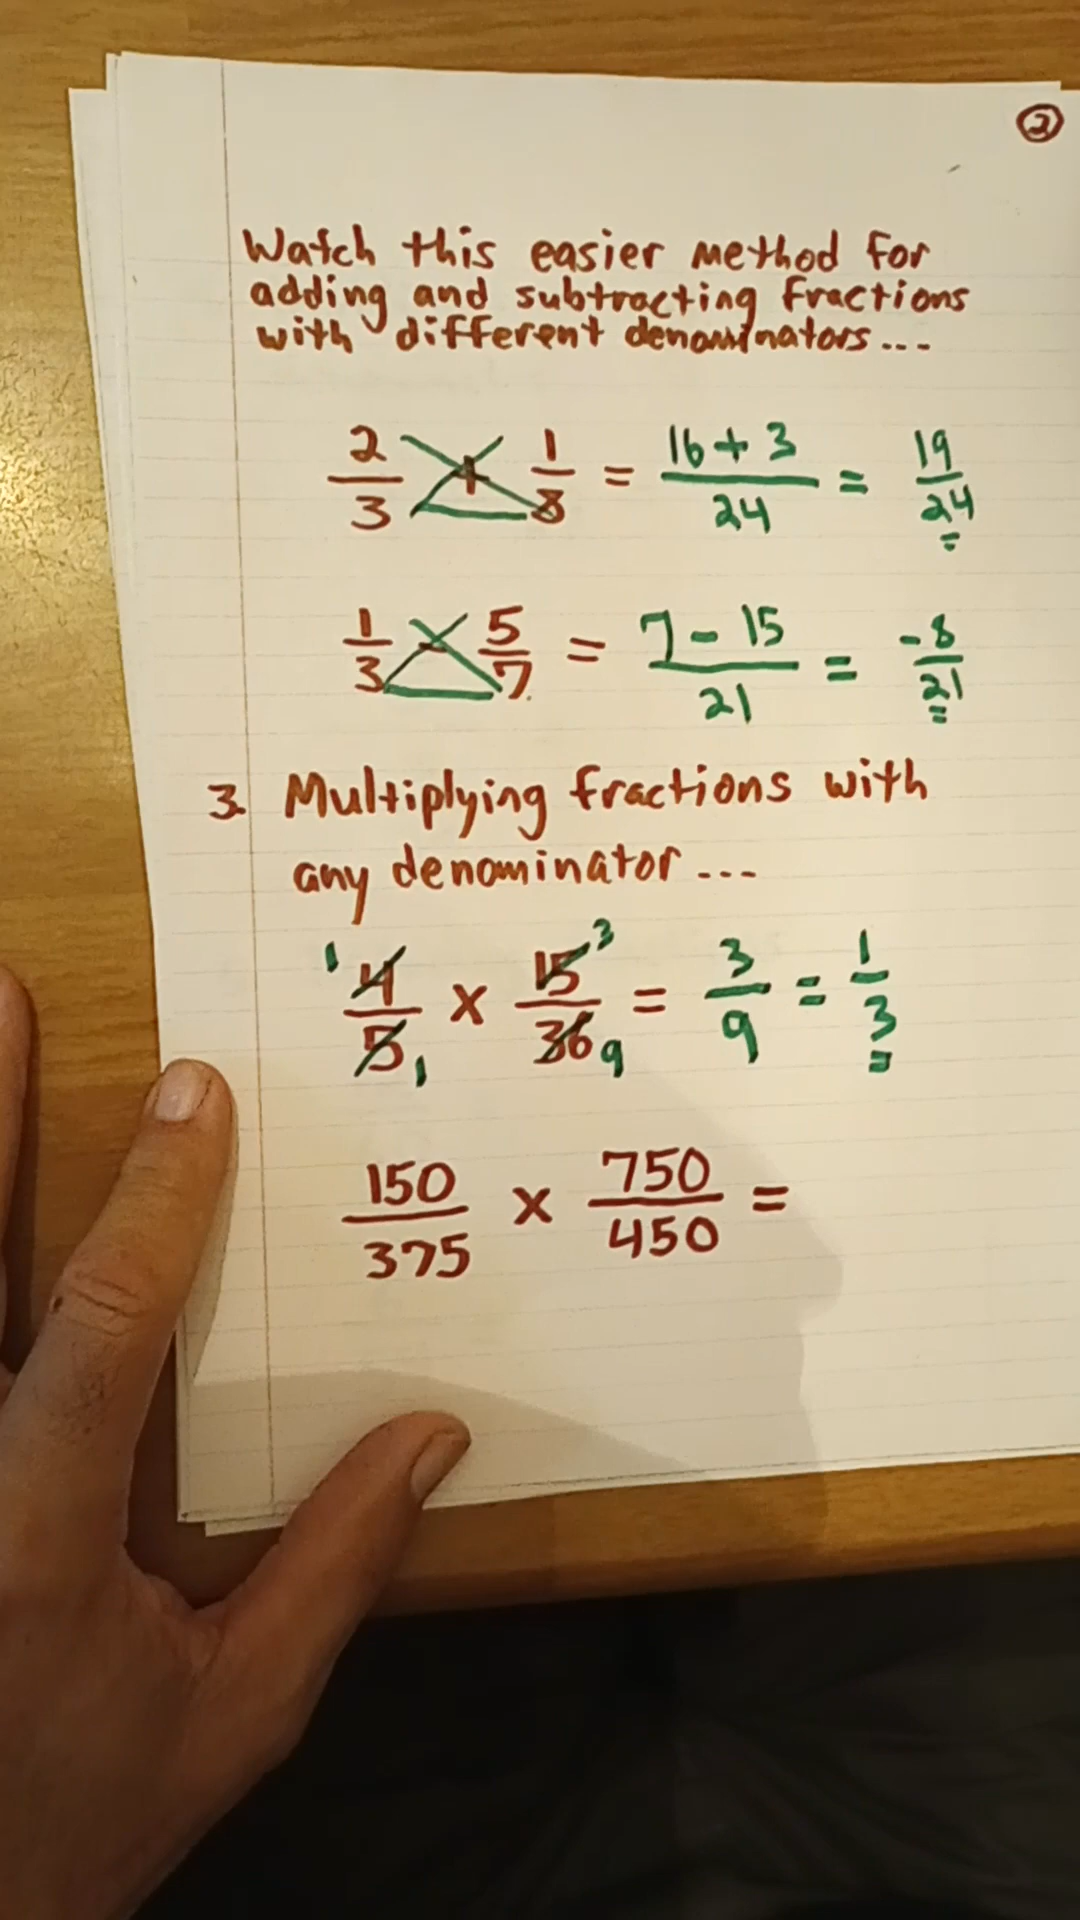 ②
Watch this easier method for
adding and subtracting fractions
with different denominators...
2/3 + 1/8 = 16+3/24 = 19/24
1/3 - 5/7 = 7-15/21 = -8/21
3. Multiplying fractions with
any denominator...
1 4/5 1 x 15/36 3 9 = 3/9 = 1/3
150/375 x 750/450 =